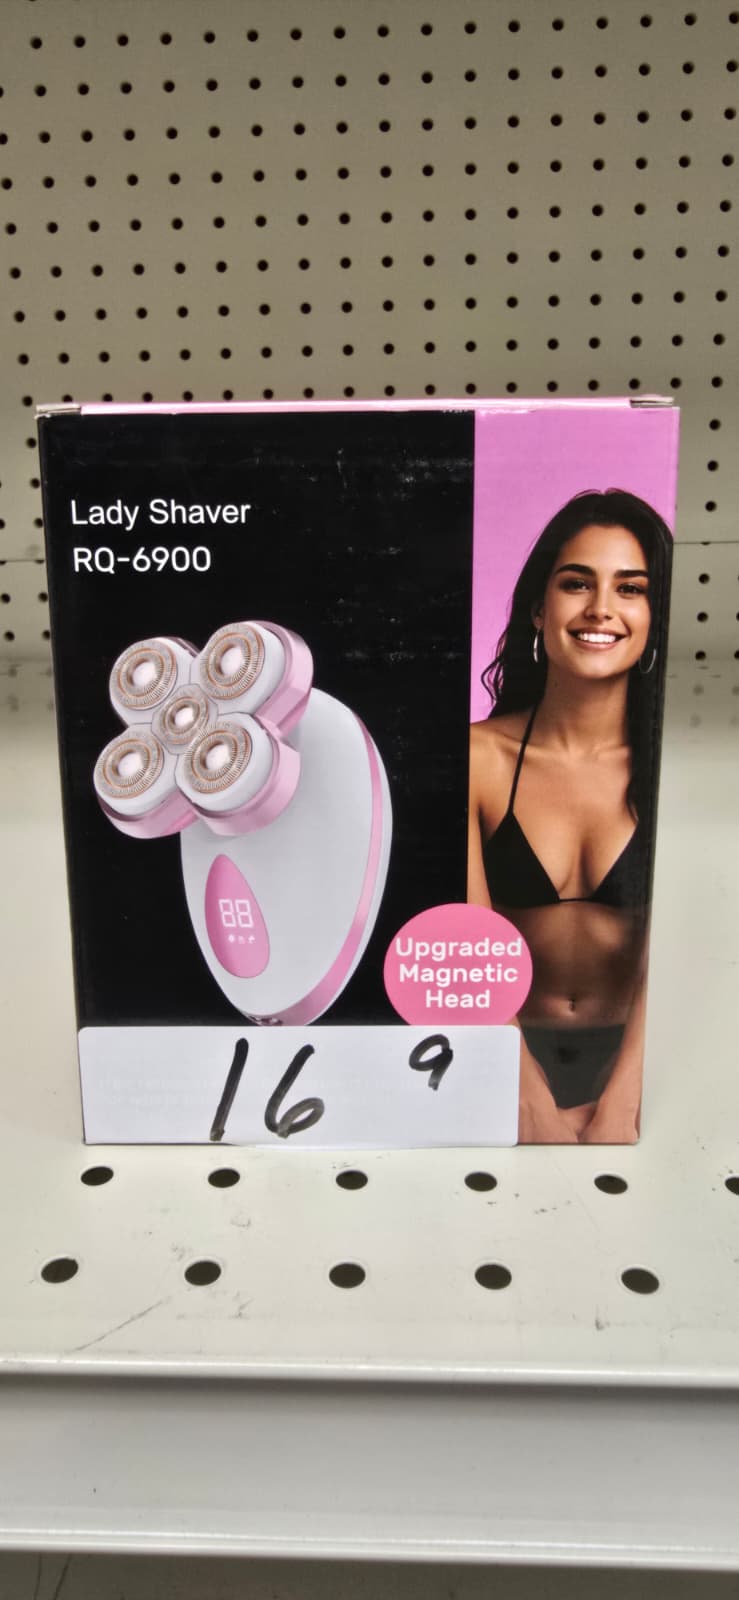 Lady Shaver
RQ-6900
88
Upgraded
Magnetic
Head
16 9